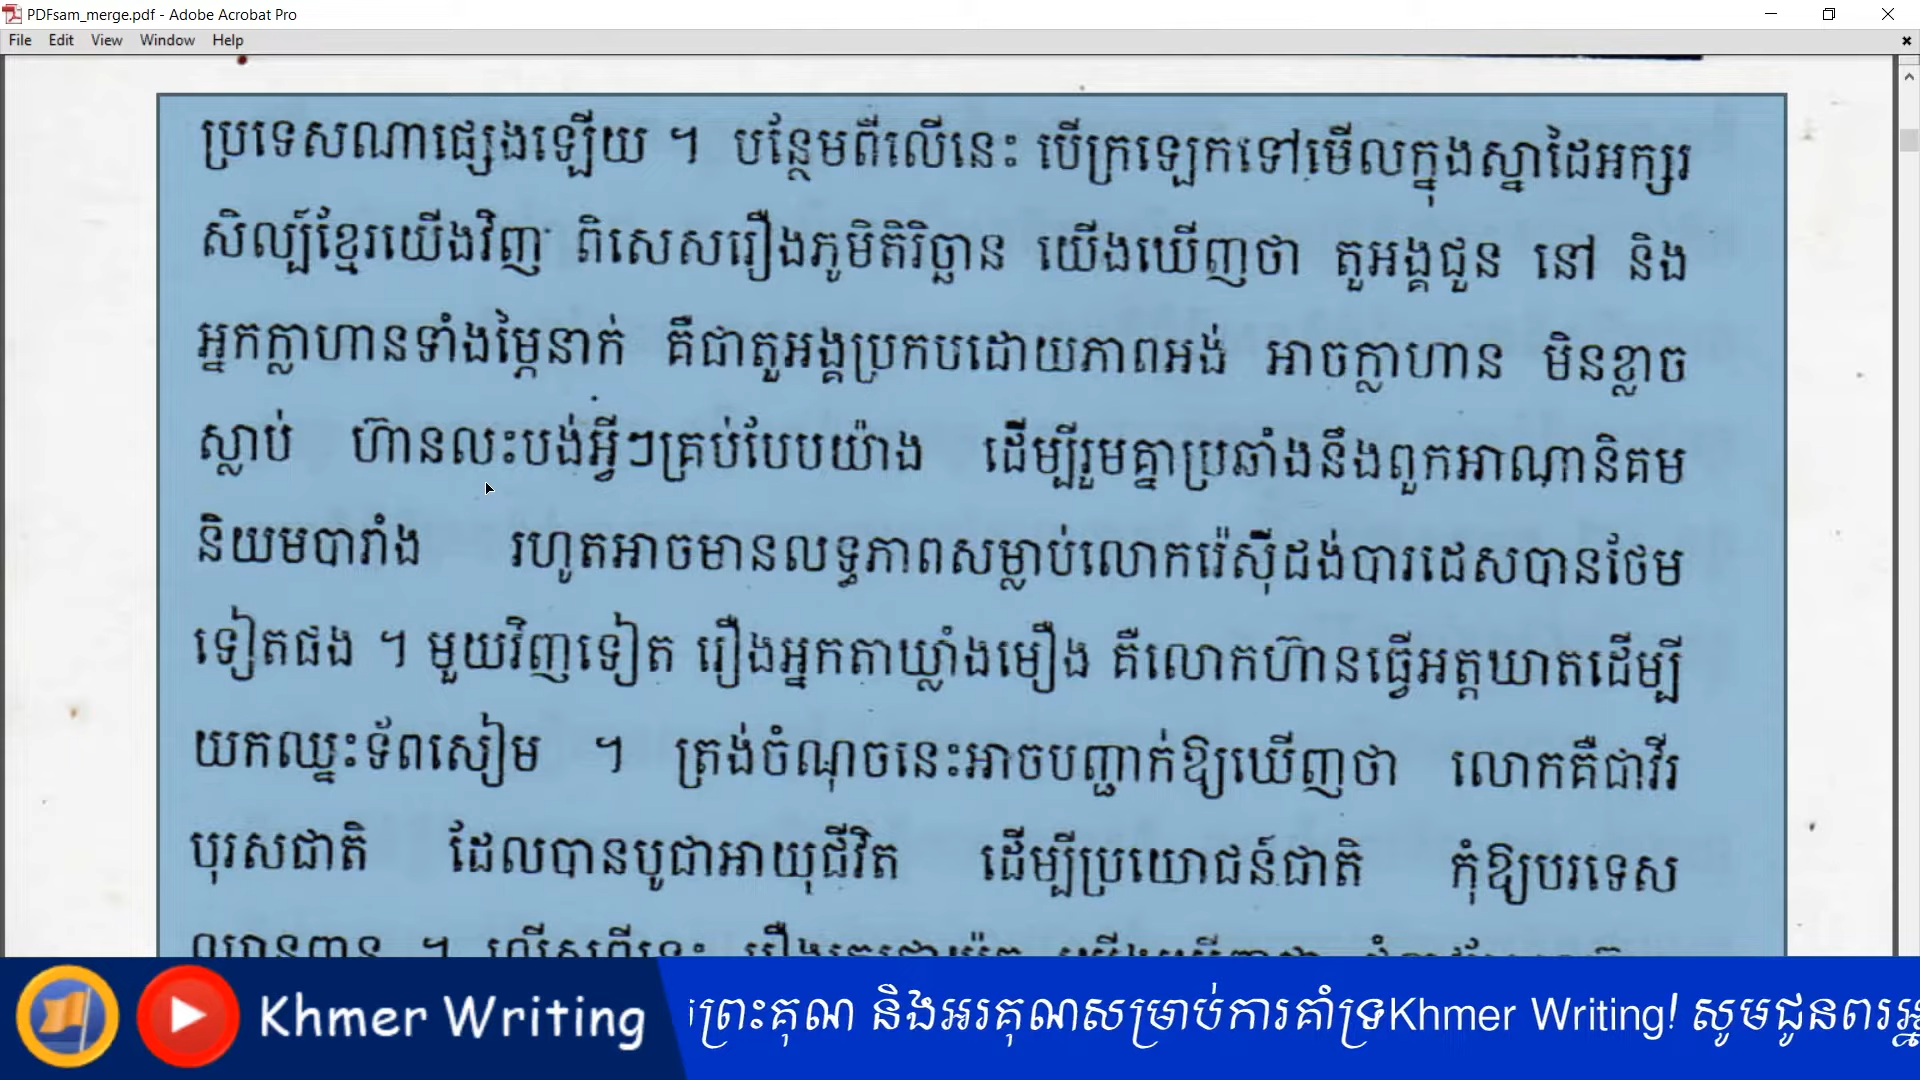 PDFsam_merge.pdf - Adobe Acrobat Pro
File Edit View Window Help
ប្រទេសណាផ្សេងឡើយ ។ បន្ថែមពីលើនេះ បើក្រឡេកទៅមើលក្នុងស្នាដៃអក្សរ
សិល្ប៍ខ្មែរយើងវិញ ពិសេសរឿងភូមិតិរិច្ឆាន យើងឃើញថា តួអង្គជួន នៅ និង
អ្នកក្លាហានទាំងម្ភៃនាក់ គឺជាតួអង្គប្រកបដោយភាពអង់ អាចក្លាហាន មិនខ្លាច
ស្លាប់ ហ៊ានលះបង់អ្វីៗគ្រប់បែបយ៉ាង ដើម្បីរួមគ្នាប្រឆាំងនឹងពួកអាណានិគម
និយមបារាំង រហូតអាចមានលទ្ធភាពសម្លាប់លោករ៉េស៊ីដង់បារដេសបានថែម
ទៀតផង ។ មួយវិញទៀត រឿងអ្នកតាឃ្លាំងមឿង គឺលោកហ៊ានធ្វើអត្តឃាតដើម្បី
យកឈ្នះទ័ពសៀម ។ ត្រង់ចំណុចនេះអាចបញ្ជាក់ឱ្យឃើញថា លោកគឺជាវីរ
បុរសជាតិ ដែលបានបូជាអាយុជីវិត ដើម្បីប្រយោជន៍ជាតិ កុំឱ្យបរទេស
ឈ្លានពាន ។ លើសពីនេះ
Khmer Writing
ព្រះគុណ និងអរគុណសម្រាប់ការគាំទ្រKhmer Writing! សូមជូនពរអ្នក